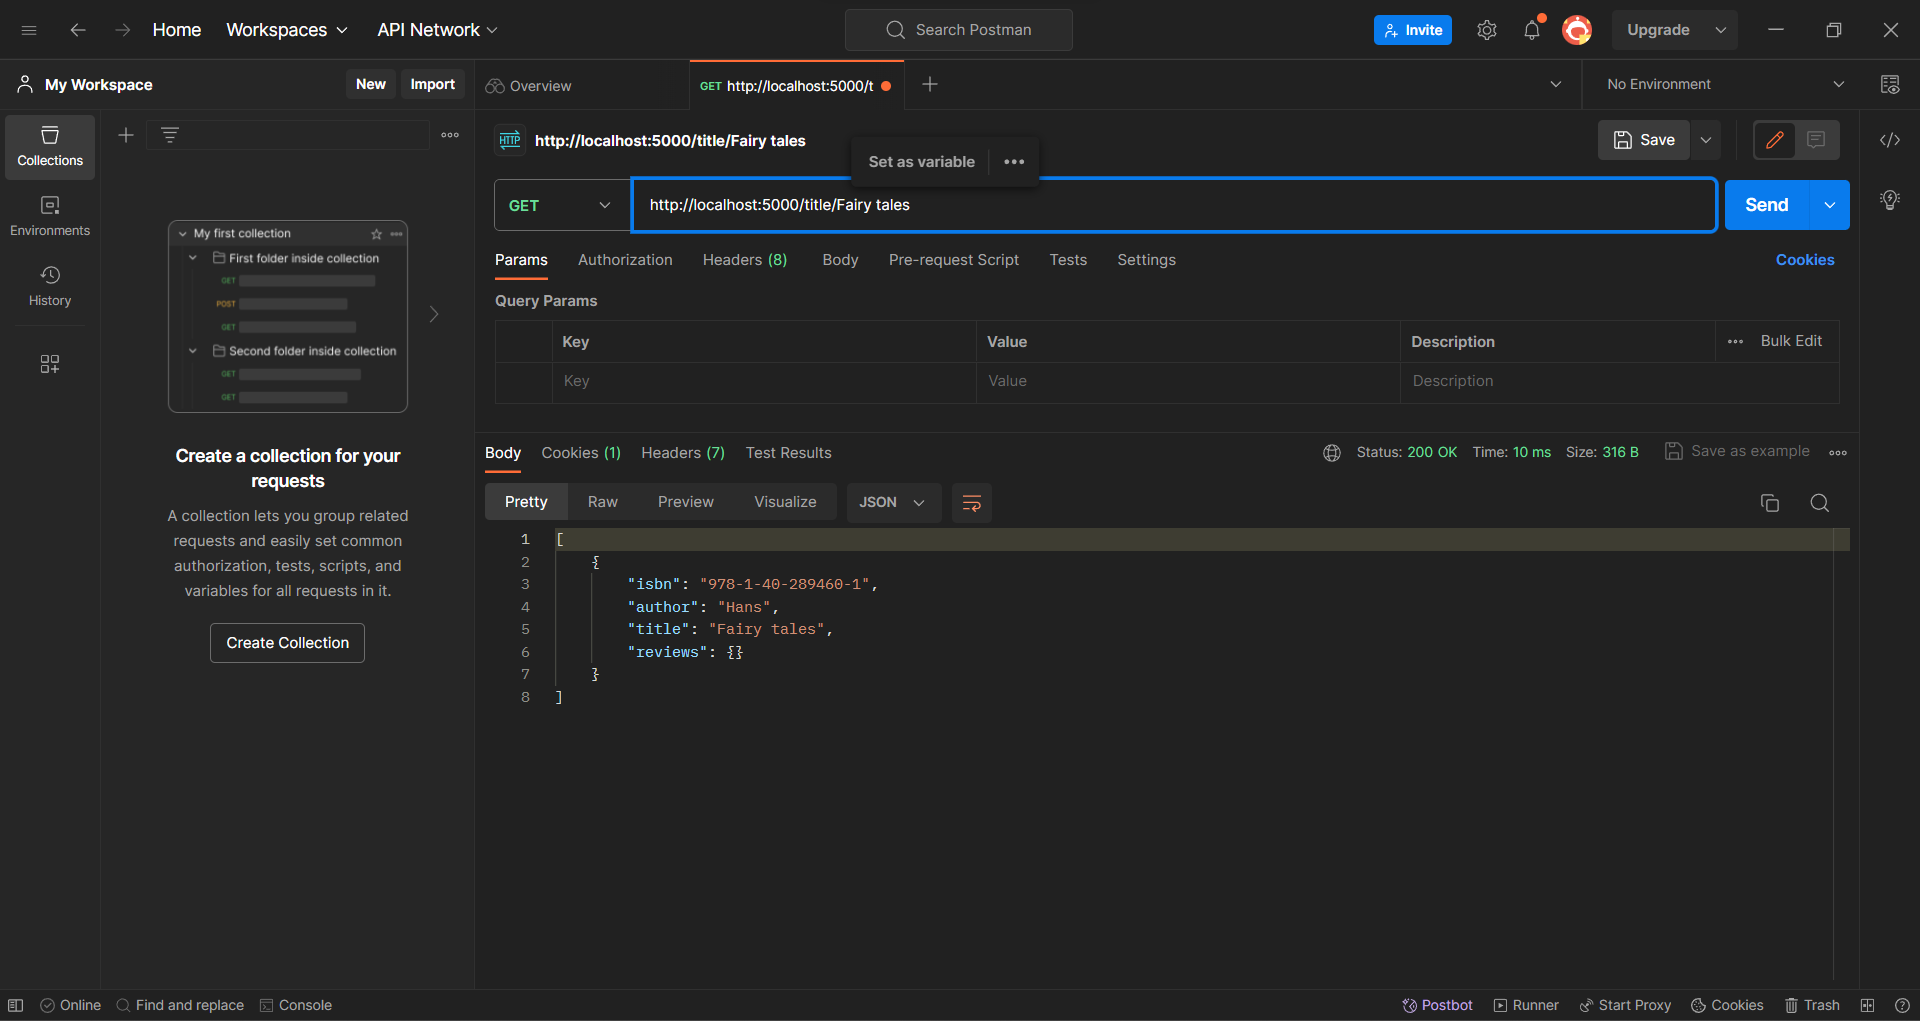 Home Workspaces API Network Search Postman Invite Upgrade
My Workspace New Import Overview GET http://localhost:5000/t No Environment
Collections
Environments
History
My first collection
First folder inside collection
GET
POST
GET
Second folder inside collection
GET
GET
Create a collection for your
requests
A collection lets you group related
requests and easily set common
authorization, tests, scripts, and
variables for all requests in it.
Create Collection
HTTP http://localhost:5000/title/Fairy tales Save
Set as variable
GET http://localhost:5000/title/Fairy tales Send
Params Authorization Headers (8) Body Pre-request Script Tests Settings Cookies
Query Params
Key Value Description Bulk Edit
Key Value Description
Body Cookies (1) Headers (7) Test Results Status: 200 OK Time: 10 ms Size: 316 B Save as example
Pretty Raw Preview Visualize JSON
1 [
2 {
3 "isbn": "978-1-40-289460-1",
4 "author": "Hans",
5 "title": "Fairy tales",
6 "reviews": {}
7 }
8 ]
Online Find and replace Console Postbot Runner Start Proxy Cookies Trash